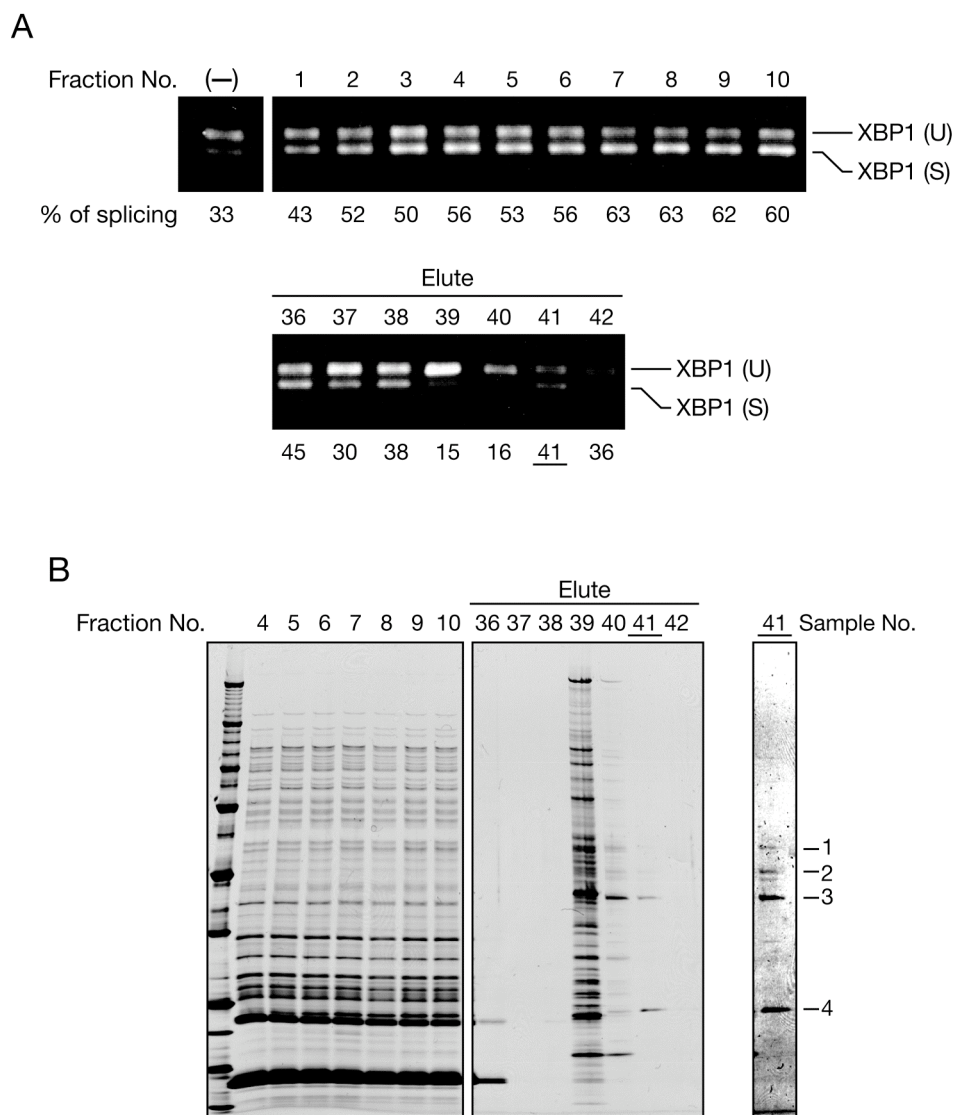 A
Fraction No. (—) 1 2 3 4 5 6 7 8 9 10
XBP1 (U)
XBP1 (S)
% of splicing 33 43 52 50 56 53 56 63 63 62 60
Elute
36 37 38 39 40 41 42
XBP1 (U)
XBP1 (S)
45 30 38 15 16 41 36
B
Elute
Fraction No. 4 5 6 7 8 9 10 36 37 38 39 40 41 42 41 Sample No.
1
2
3
4